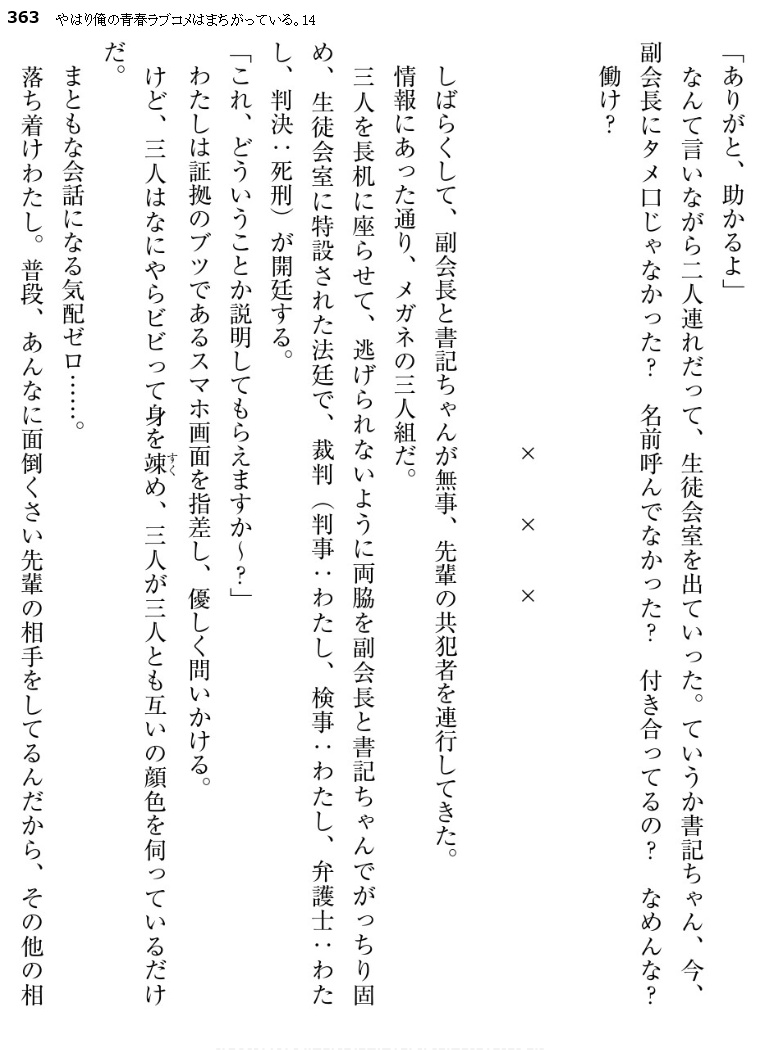 363 やはり俺の青春ラブコメはまちがっている。14
「ありがと、助かるよ」
なんて言いながら二人連れだって、生徒会室を出ていった。ていうか書記ちゃん、今、
副会長にタメ口じゃなかった？　名前呼んでなかった？　付き合ってるの？　なめんな？
働け？
×　×　×
しばらくして、副会長と書記ちゃんが無事、先輩の共犯者を連行してきた。
情報にあった通り、メガネの三人組だ。
三人を長机に座らせて、逃げられないように両脇を副会長と書記ちゃんでがっちり固
め、生徒会室に特設された法廷で、裁判（判事：わたし、検事：わたし、弁護士：わた
し、判決：死刑）が開廷する。
「これ、どういうことか説明してもらえますか～？」
わたしは証拠のブツであるスマホ画面を指差し、優しく問いかける。
けど、三人はなにやらビビって身を竦すくめ、三人が三人とも互いの顔色を伺っているだけ
だ。
まともな会話になる気配ゼロ……。
落ち着けわたし。普段、あんなに面倒くさい先輩の相手をしてるんだから、その他の相